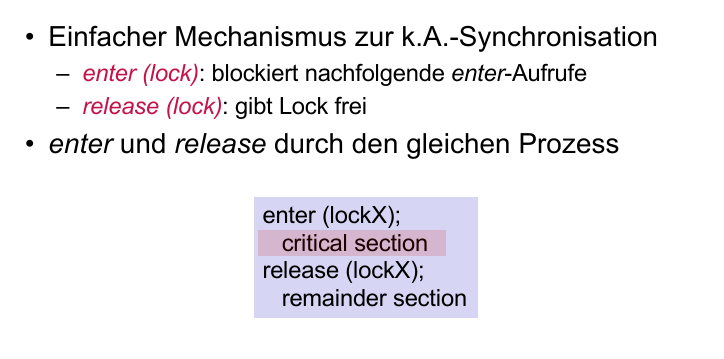 • Einfacher Mechanismus zur k.A.-Synchronisation
– enter (lock): blockiert nachfolgende enter-Aufrufe
– release (lock): gibt Lock frei
• enter und release durch den gleichen Prozess
enter (lockX);
critical section
release (lockX);
remainder section